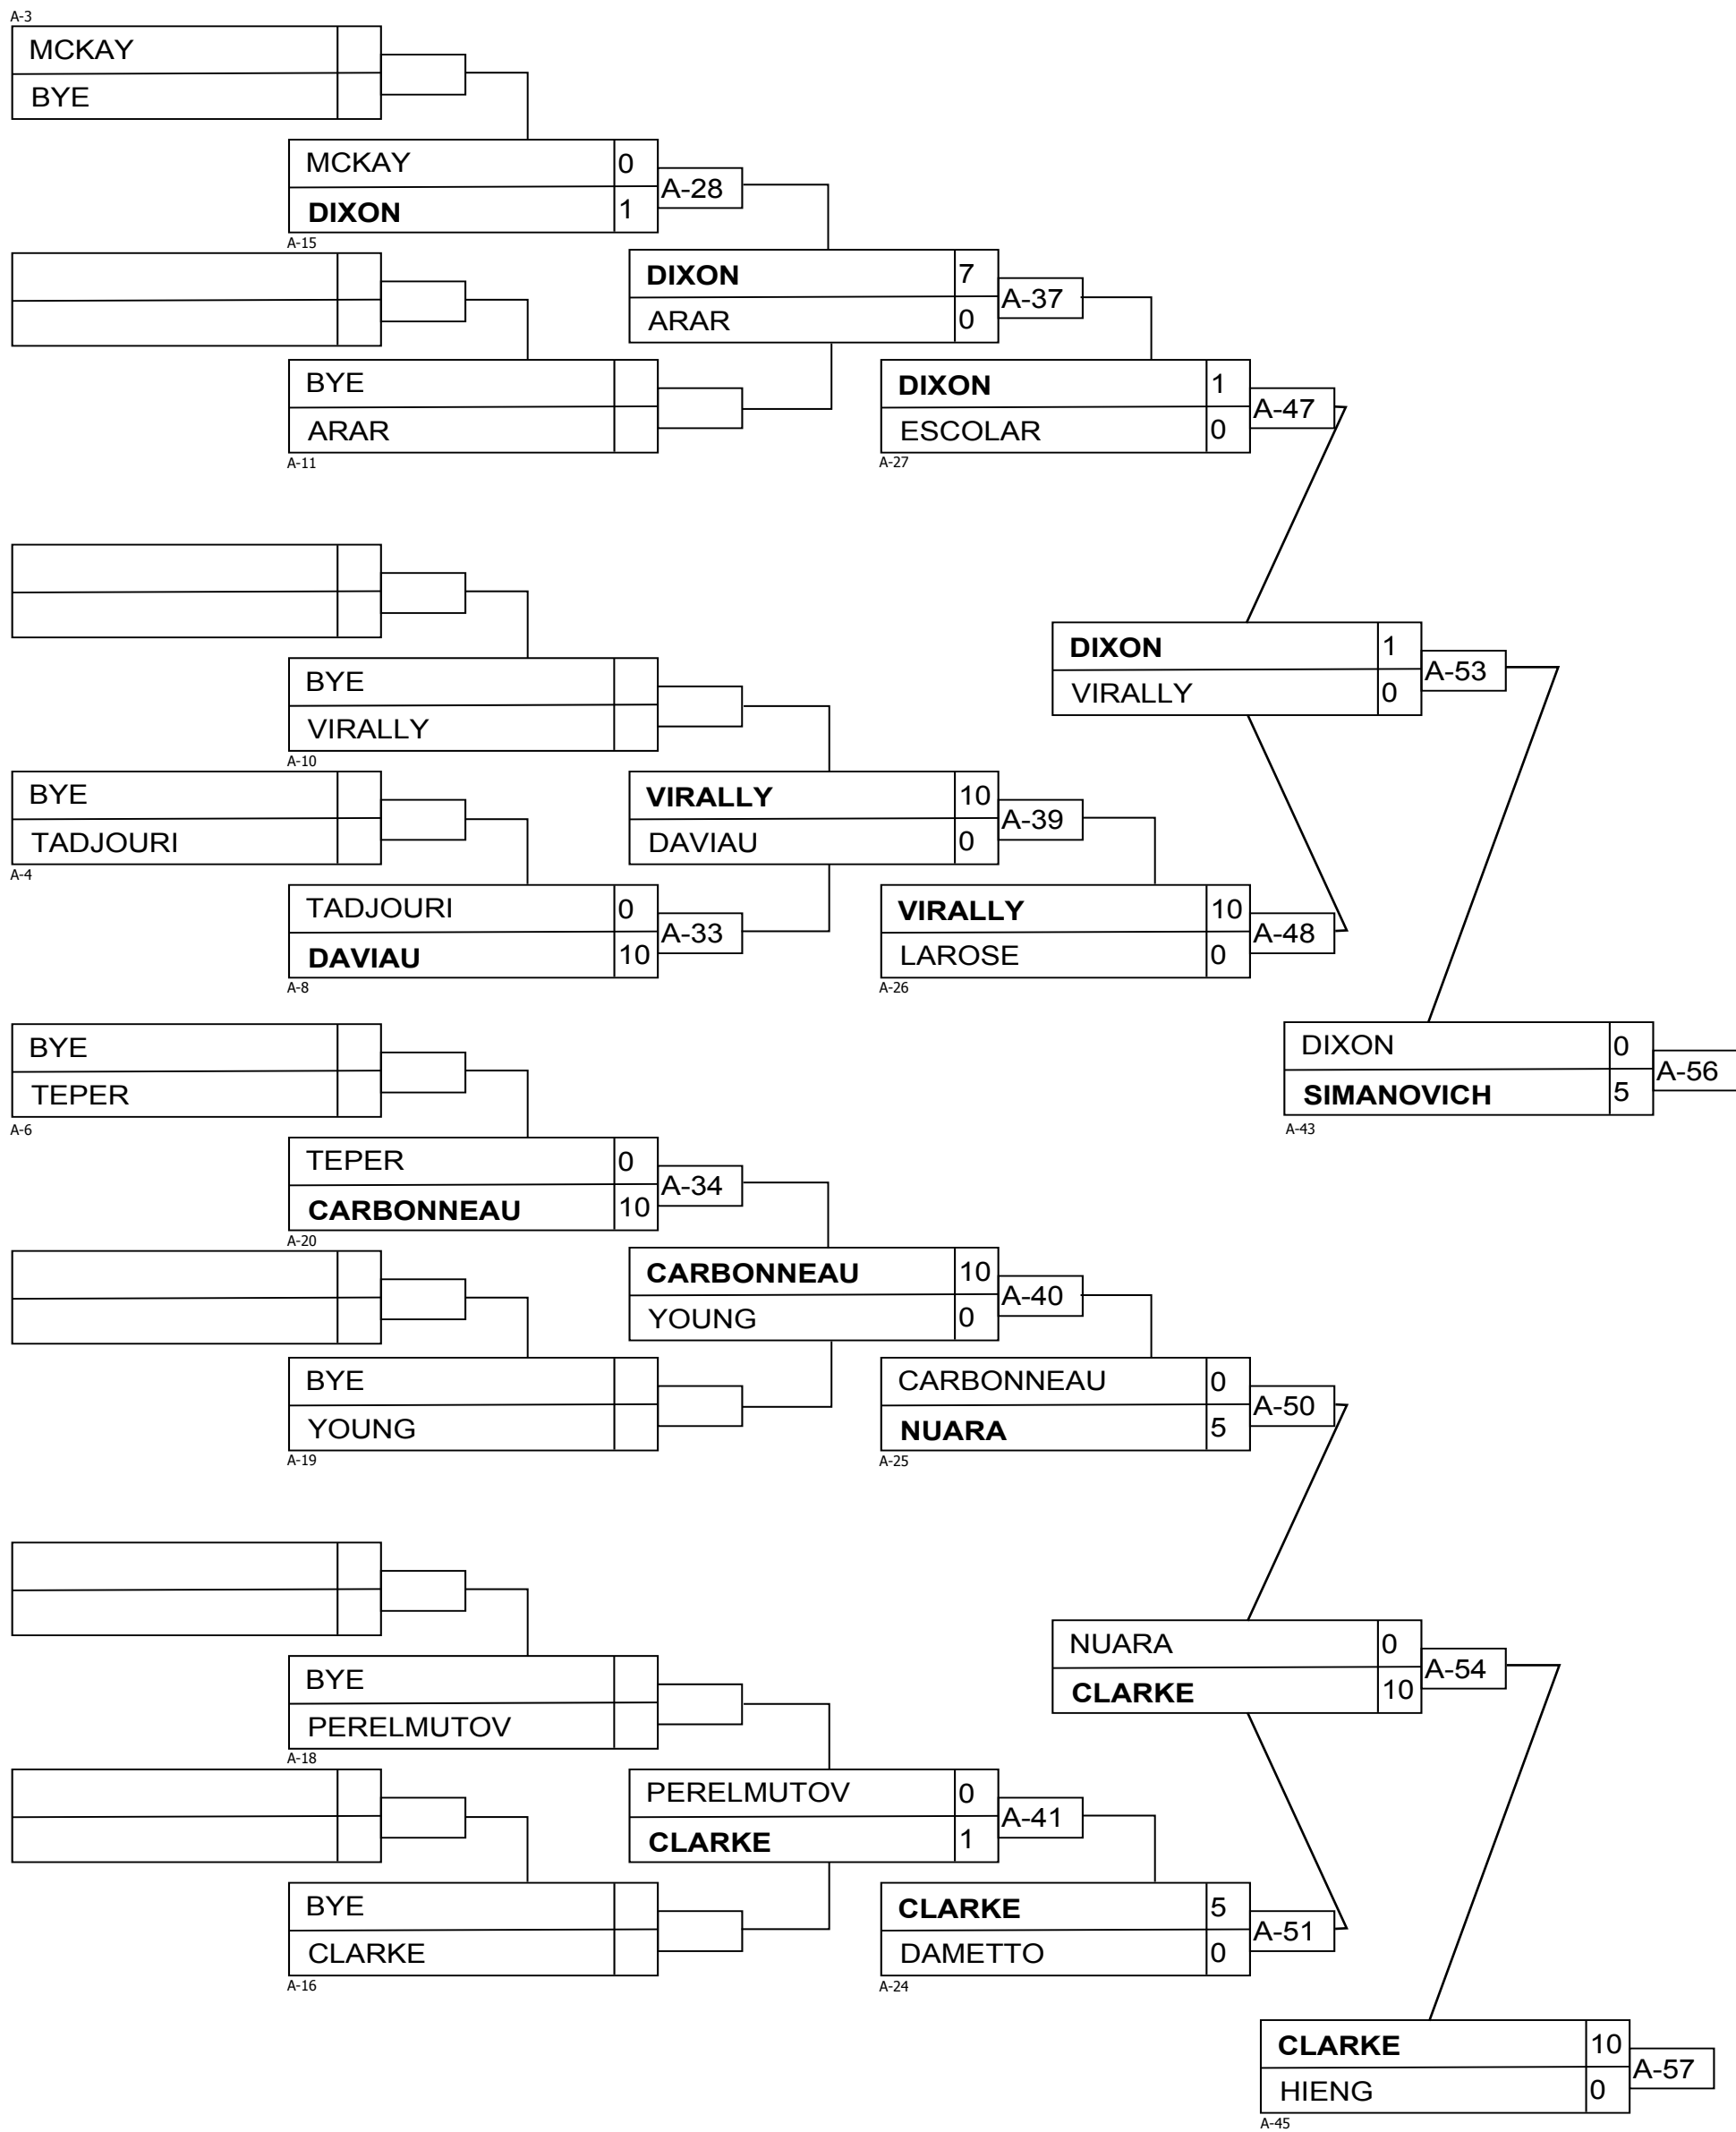 A-3
MCKAY
BYE
MCKAY 0
DIXON 1
A-28
A-15
DIXON 7
ARAR 0
A-37
BYE
ARAR
A-11
DIXON 1
ESCOLAR 0
A-47
A-27
BYE
VIRALLY
A-10
DIXON 1
VIRALLY 0
A-53
BYE
TADJOURI
A-4
VIRALLY 10
DAVIAU 0
A-39
TADJOURI 0
DAVIAU 10
A-33
A-8
VIRALLY 10
LAROSE 0
A-48
A-26
BYE
TEPER
A-6
DIXON 0
SIMANOVICH 5
A-56
A-43
TEPER 0
CARBONNEAU 10
A-34
A-20
CARBONNEAU 10
YOUNG 0
A-40
BYE
YOUNG
A-19
CARBONNEAU 0
NUARA 5
A-50
A-25
BYE
PERELMUTOV
A-18
NUARA 0
CLARKE 10
A-54
PERELMUTOV 0
CLARKE 1
A-41
BYE
CLARKE
A-16
CLARKE 5
DAMETTO 0
A-51
A-24
CLARKE 10
HIENG 0
A-57
A-45